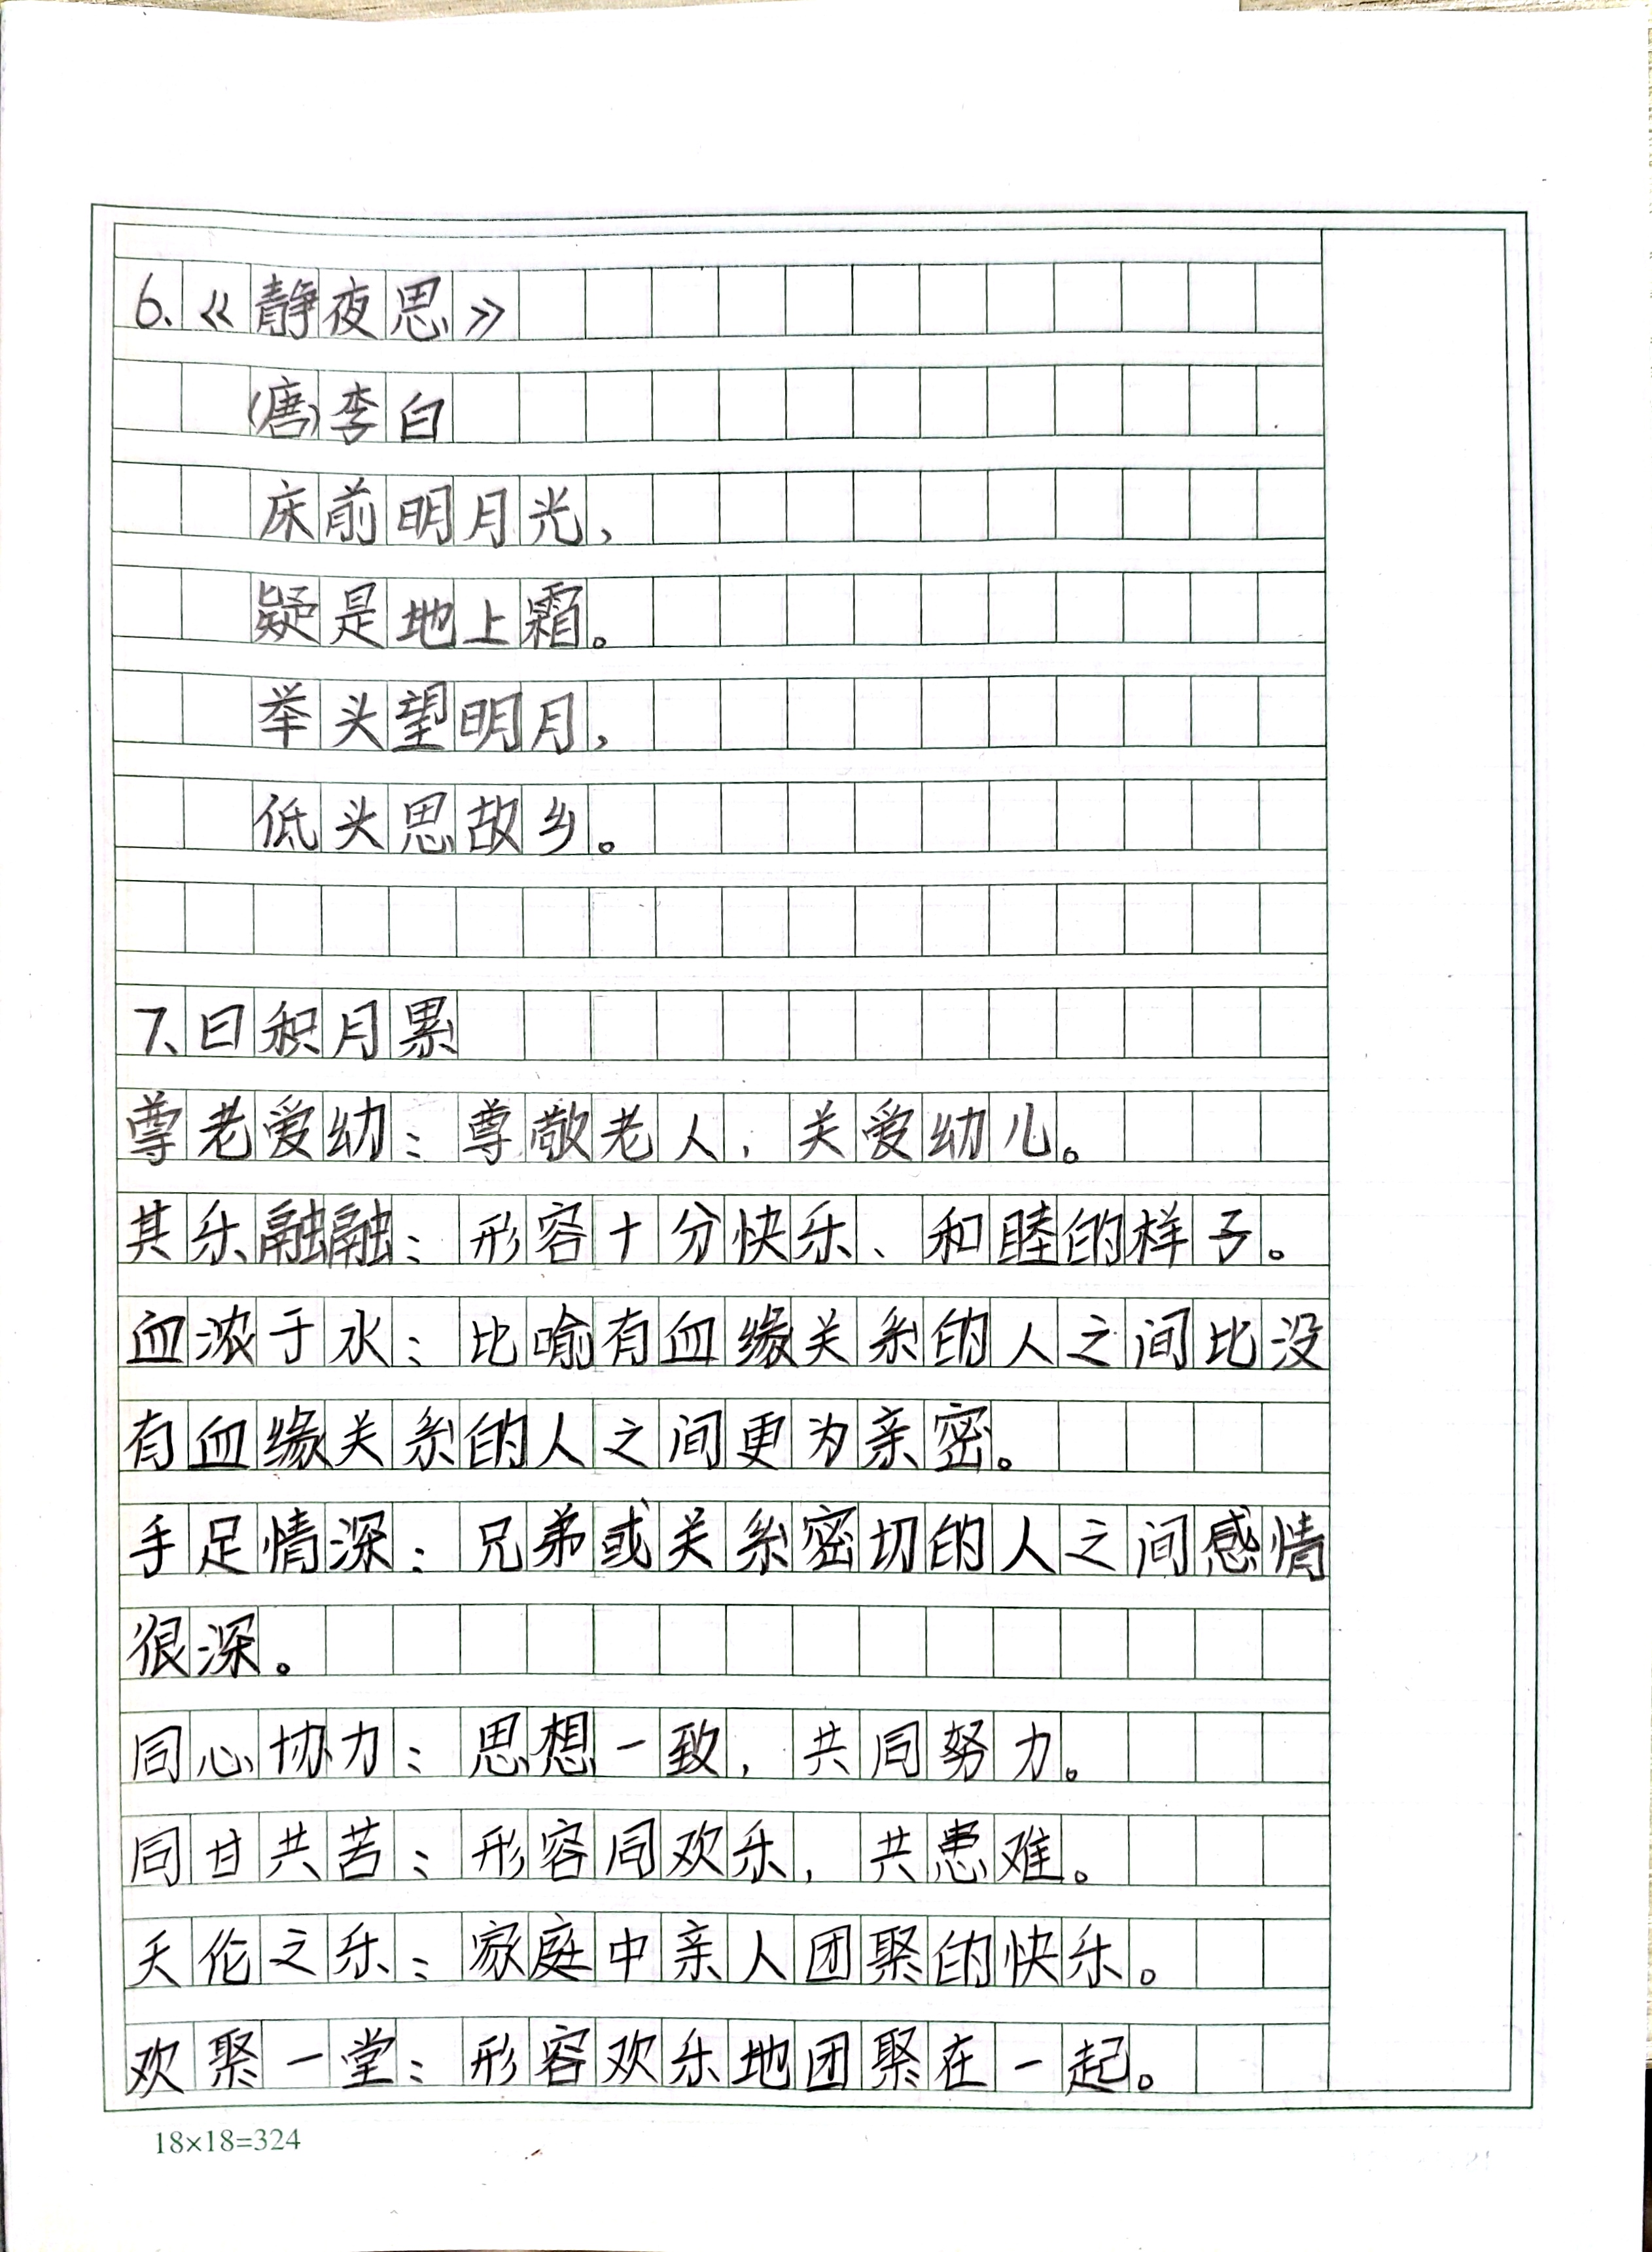 6、《静夜思》
(唐)李白
床前明月光，
疑是地上霜。
举头望明月，
低头思故乡。
7、日积月累
尊老爱幼：尊敬老人，关爱幼儿。
其乐融融：形容十分快乐、和睦的样子。
血浓于水：比喻有血缘关系的人之间比没
有血缘关系的人之间更为亲密。
手足情深：兄弟或关系密切的人之间感情
很深。
同心协力：思想一致，共同努力。
同甘共苦：形容同欢乐，共患难。
天伦之乐：家庭中亲人团聚的快乐。
欢聚一堂：形容欢乐地团聚在一起。
18×18=324